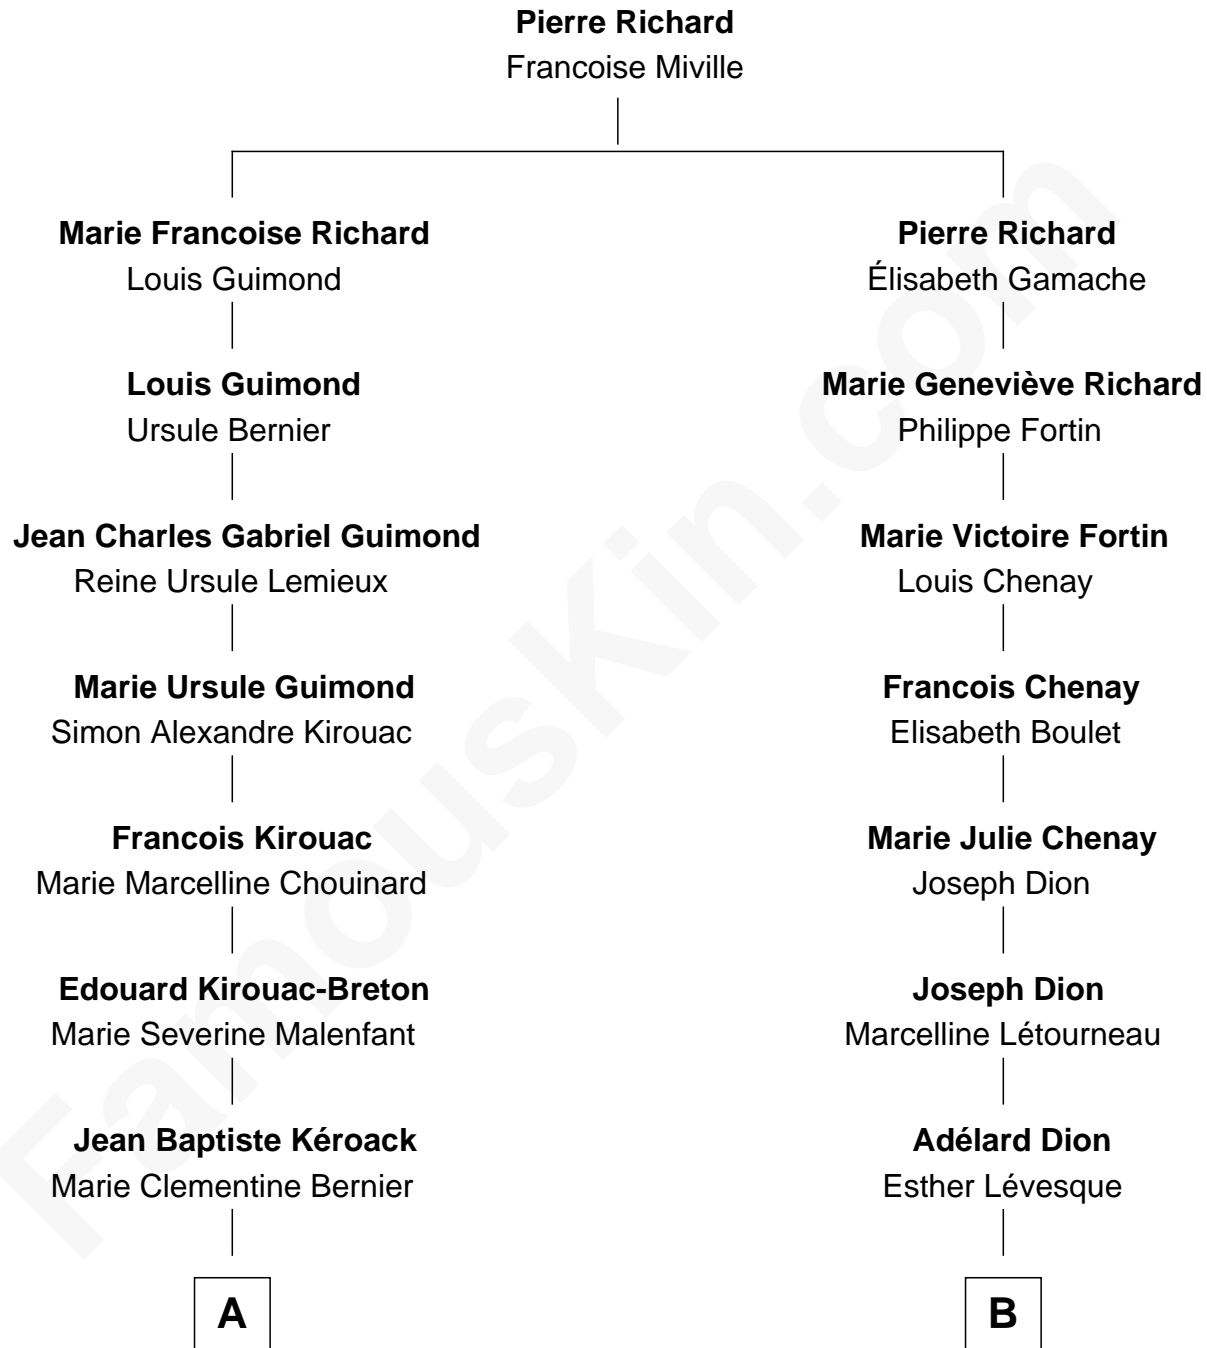 Pierre Richard
Francoise Miville
Marie Francoise Richard
Louis Guimond
Pierre Richard
Élisabeth Gamache
Louis Guimond
Ursule Bernier
Marie Geneviève Richard
Philippe Fortin
Jean Charles Gabriel Guimond
Reine Ursule Lemieux
Marie Victoire Fortin
Louis Chenay
Marie Ursule Guimond
Simon Alexandre Kirouac
Francois Chenay
Elisabeth Boulet
Francois Kirouac
Marie Marcelline Chouinard
Marie Julie Chenay
Joseph Dion
Edouard Kirouac-Breton
Marie Severine Malenfant
Joseph Dion
Marcelline Létourneau
Jean Baptiste Kéroack
Marie Clementine Bernier
Adélard Dion
Esther Lévesque
A
B
FamousKin.com